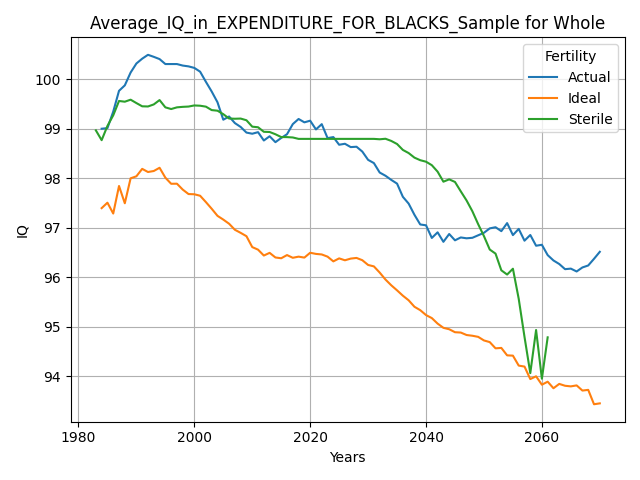 Average_IQ_in_EXPENDITURE_FOR_BLACKS_Sample for Whole
Fertility
Actual
Ideal
Sterile
IQ
100
99
98
97
96
95
94
1980
2000
2020
2040
2060
Years